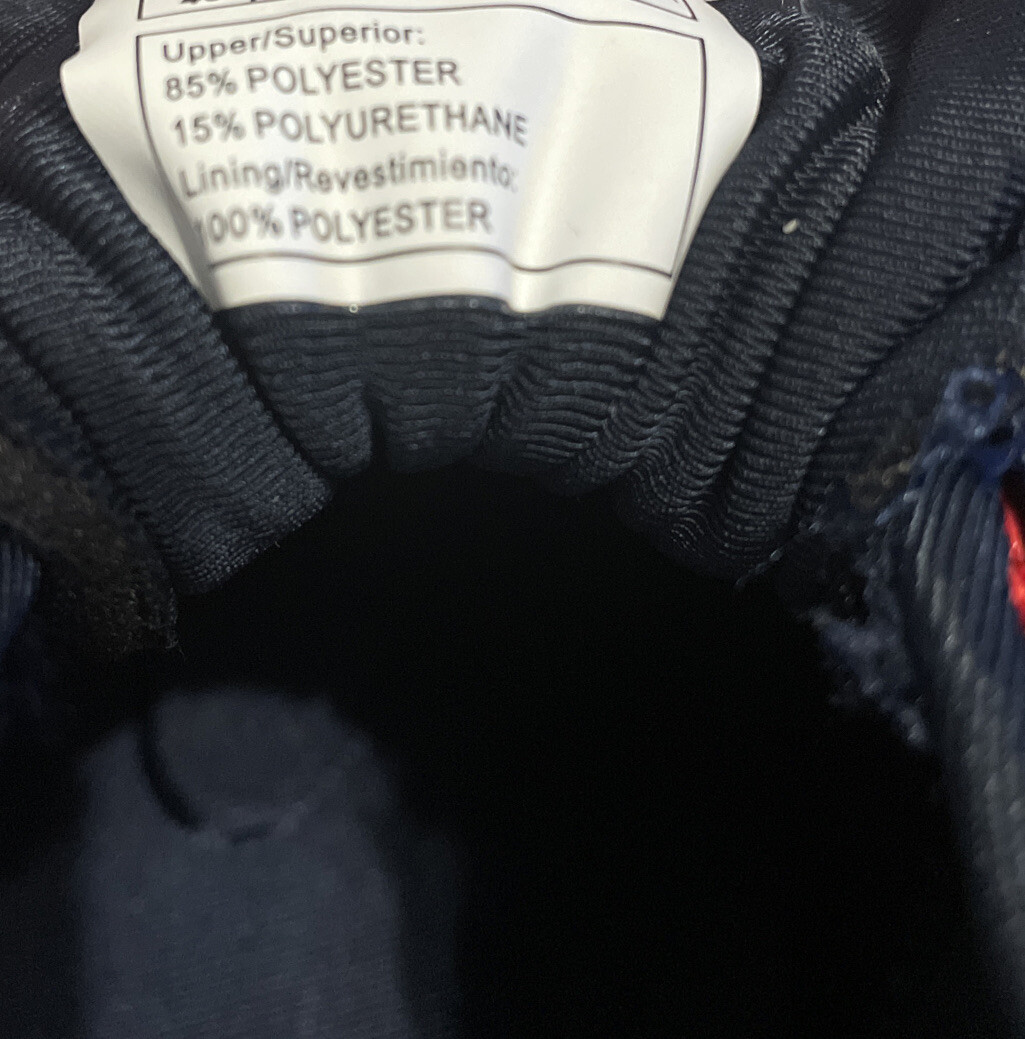 Upper/Superior:
85% POLYESTER
15% POLYURETHANE
Lining/Revestimiento:
100% POLYESTER